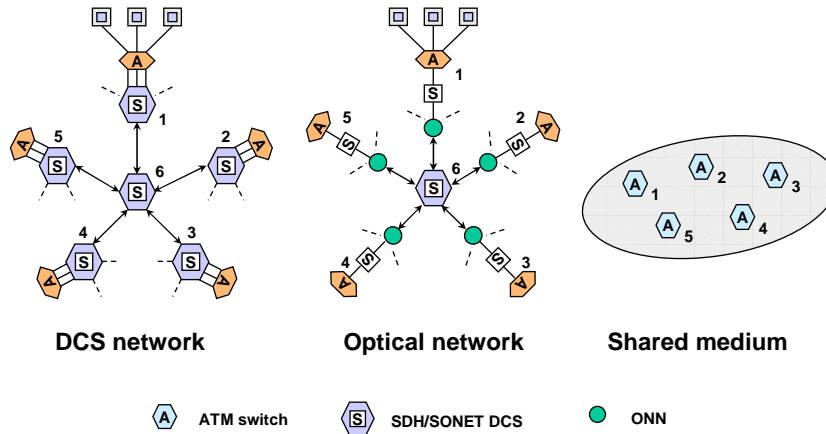 A
A
1
S
S
1
5
2
5
2
A
S
S
A
A
S
S
A
6
6
S
S
A
1
A
2
A
3
A
5
A
4
4
3
S
S
A
A
4
3
S
S
A
A
DCS network
Optical network
Shared medium
A
ATM switch
S
SDH/SONET DCS
ONN